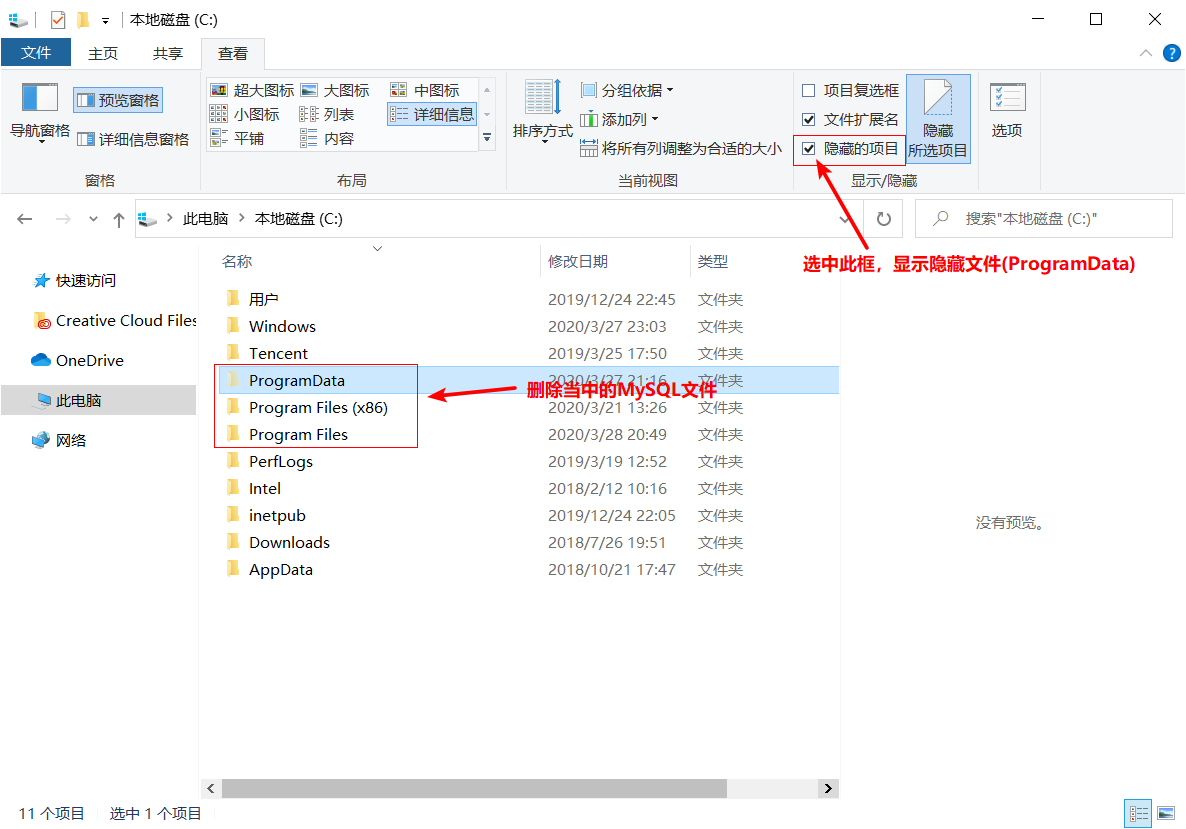 本地磁盘 (C:)
文件 主页 共享 查看
导航窗格
预览窗格
详细信息窗格
窗格
超大图标 大图标 中图标
小图标 列表 详细信息
平铺 内容
布局
排序方式
分组依据
添加列
将所有列调整为合适的大小
当前视图
项目复选框
文件扩展名
隐藏的项目
隐藏
所选项目
显示/隐藏
选项
此电脑 本地磁盘 (C:)
搜索"本地磁盘 (C:)"
选中此框，显示隐藏文件(ProgramData)
快速访问
Creative Cloud Files
OneDrive
此电脑
网络
名称 修改日期 类型
用户 2019/12/24 22:45 文件夹
Windows 2020/3/27 23:03 文件夹
Tencent 2019/3/25 17:50 文件夹
ProgramData 2020/3/27 21:16 文件夹
删除当中的MySQL文件
Program Files (x86) 2020/3/21 13:26 文件夹
Program Files 2020/3/28 20:49 文件夹
PerfLogs 2019/3/19 12:52 文件夹
Intel 2018/2/12 10:16 文件夹
inetpub 2019/12/24 22:05 文件夹
Downloads 2018/7/26 19:51 文件夹
AppData 2018/10/21 17:47 文件夹
没有预览。
11 个项目 选中 1 个项目